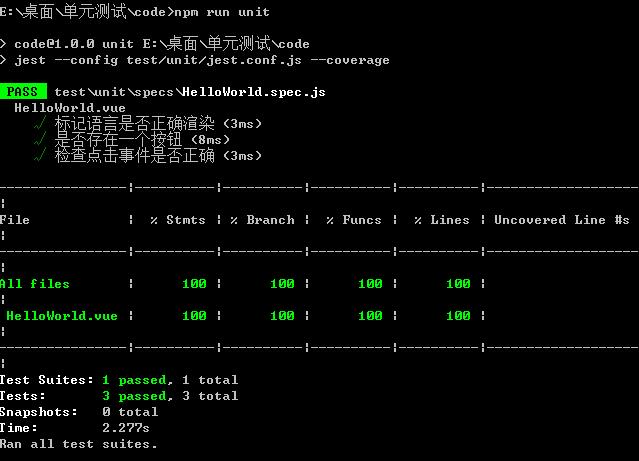 E:\桌面\单元测试\code>npm run unit
> code@1.0.0 unit E:\桌面\单元测试\code
> jest --config test/unit/jest.conf.js --coverage
PASS test\unit\specs\HelloWorld.spec.js
HelloWorld.vue
√ 标记语言是否正确渲染 (3ms)
√ 是否存在一个按钮 (8ms)
√ 检查点击事件是否正确 (3ms)
File | % Stmts | % Branch | % Funcs | % Lines | Uncovered Line #s |
All files | 100 | 100 | 100 | 100 | |
HelloWorld.vue | 100 | 100 | 100 | 100 | |
Test Suites: 1 passed, 1 total
Tests: 3 passed, 3 total
Snapshots: 0 total
Time: 2.277s
Ran all test suites.